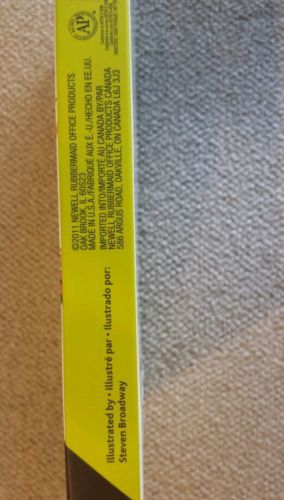 AP
©2011 NEWELL RUBBERMAID OFFICE PRODUCTS
OAK BROOK, IL 60523
MADE IN U.S.A./FABRIQUÉ AUX É.-U./HECHO EN EE.UU.
IMPORTED INTO/IMPORTÉ AU CANADA BY/PAR
NEWELL RUBBERMAID OFFICE PRODUCTS CANADA
586 ARGUS ROAD, OAKVILLE, ON CANADA L6J 3J3
Illustrated by • Illustré par • Ilustrado por:
Steven Broadway